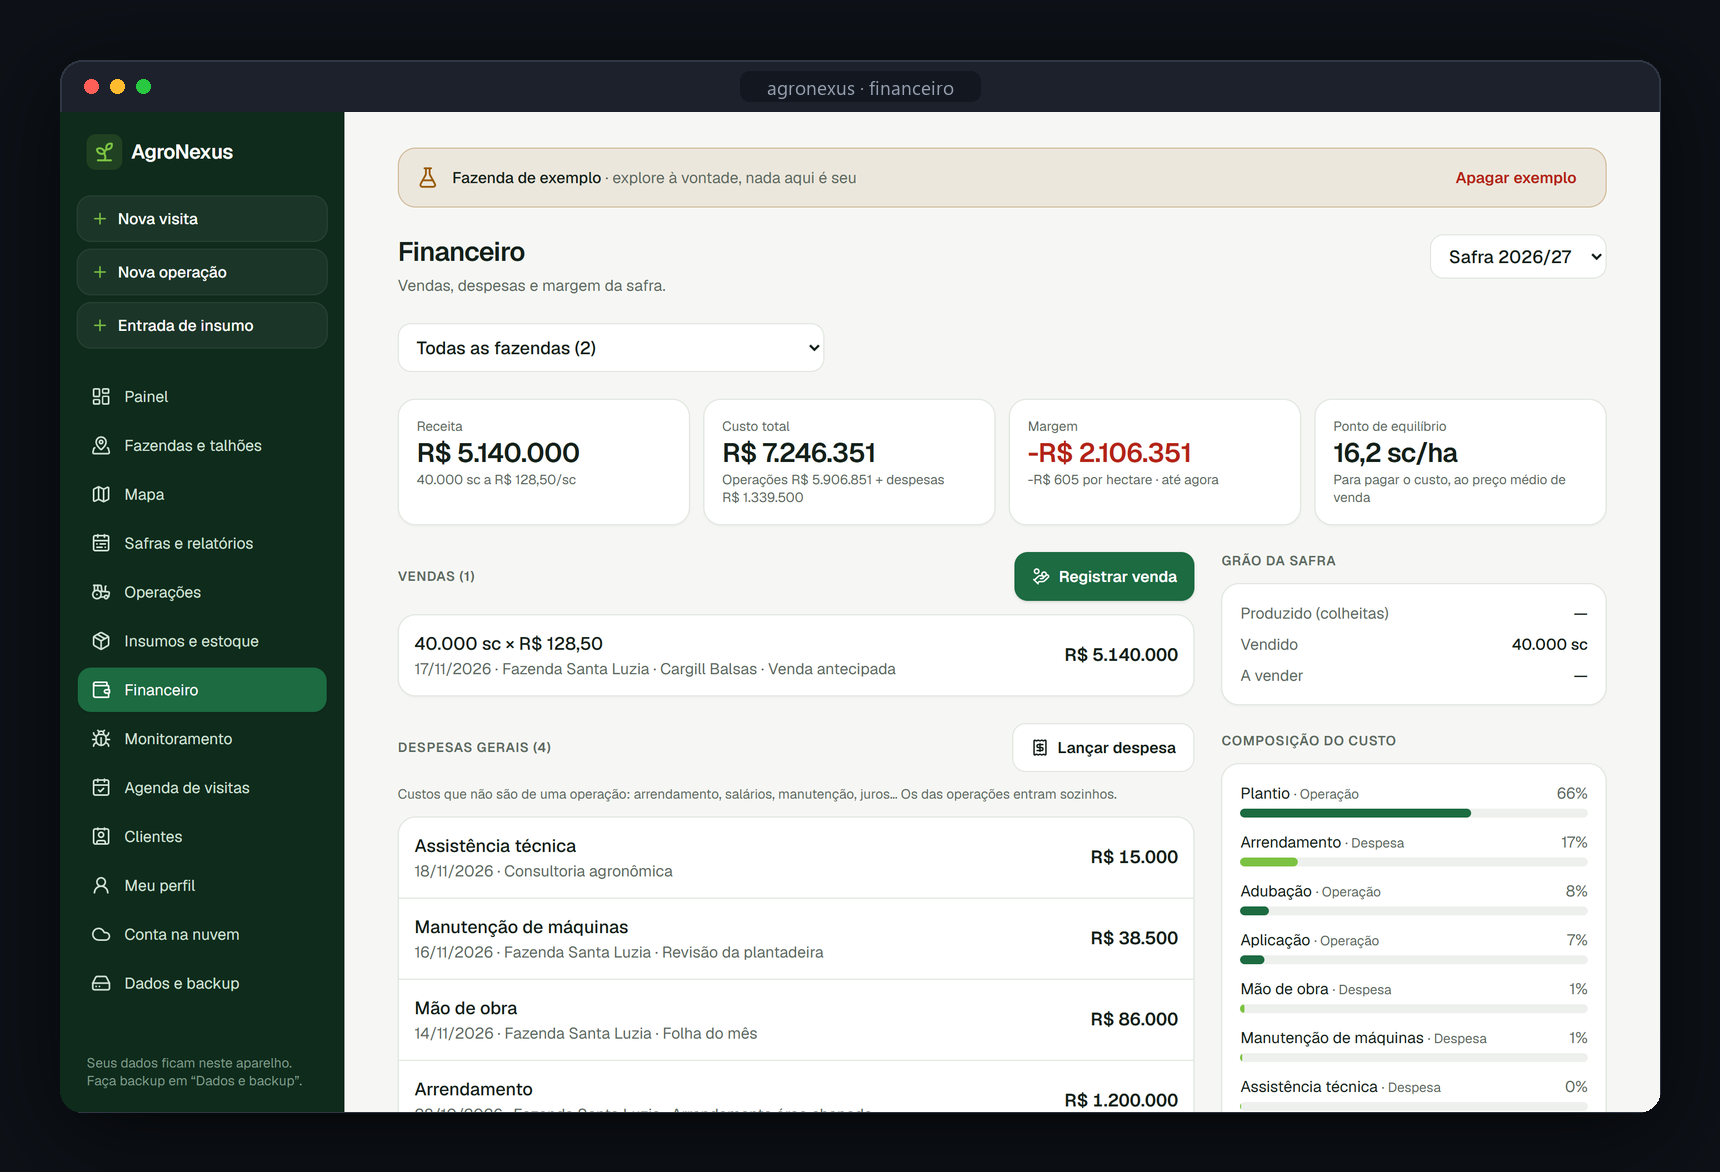 agronexus · financeiro
AgroNexus
Nova visita
Nova operação
Entrada de insumo
Painel
Fazendas e talhões
Mapa
Safras e relatórios
Operações
Insumos e estoque
Financeiro
Monitoramento
Agenda de visitas
Clientes
Meu perfil
Conta na nuvem
Dados e backup
Seus dados ficam neste aparelho.
Faça backup em “Dados e backup”.
Fazenda de exemplo · explore à vontade, nada aqui é seu
Apagar exemplo
Financeiro
Vendas, despesas e margem da safra.
Safra 2026/27
Todas as fazendas (2)
Receita
R$ 5.140.000
40.000 sc a R$ 128,50/sc
Custo total
R$ 7.246.351
Operações R$ 5.906.851 + despesas
R$ 1.339.500
Margem
-R$ 2.106.351
-R$ 605 por hectare · até agora
Ponto de equilíbrio
16,2 sc/ha
Para pagar o custo, ao preço médio de
venda
VENDAS (1)
Registrar venda
40.000 sc × R$ 128,50
17/11/2026 · Fazenda Santa Luzia · Cargill Balsas · Venda antecipada
R$ 5.140.000
DESPESAS GERAIS (4)
Lançar despesa
Custos que não são de uma operação: arrendamento, salários, manutenção, juros… Os das operações entram sozinhos.
Assistência técnica
18/11/2026 · Consultoria agronômica
R$ 15.000
Manutenção de máquinas
16/11/2026 · Fazenda Santa Luzia · Revisão da plantadeira
R$ 38.500
Mão de obra
14/11/2026 · Fazenda Santa Luzia · Folha do mês
R$ 86.000
Arrendamento
R$ 1.200.000
GRÃO DA SAFRA
Produzido (colheitas) —
Vendido 40.000 sc
A vender —
COMPOSIÇÃO DO CUSTO
Plantio · Operação 66%
Arrendamento · Despesa 17%
Adubação · Operação 8%
Aplicação · Operação 7%
Mão de obra · Despesa 1%
Manutenção de máquinas · Despesa 1%
Assistência técnica · Despesa 0%